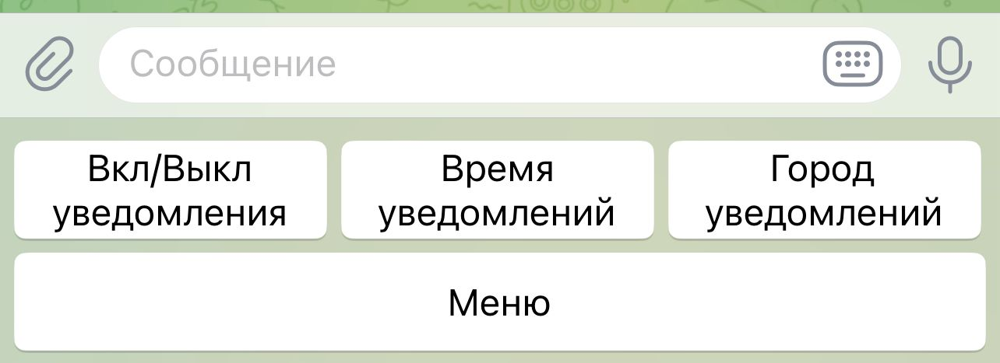 Сообщение
Вкл/Выкл
уведомления
Время
уведомлений
Город
уведомлений
Меню